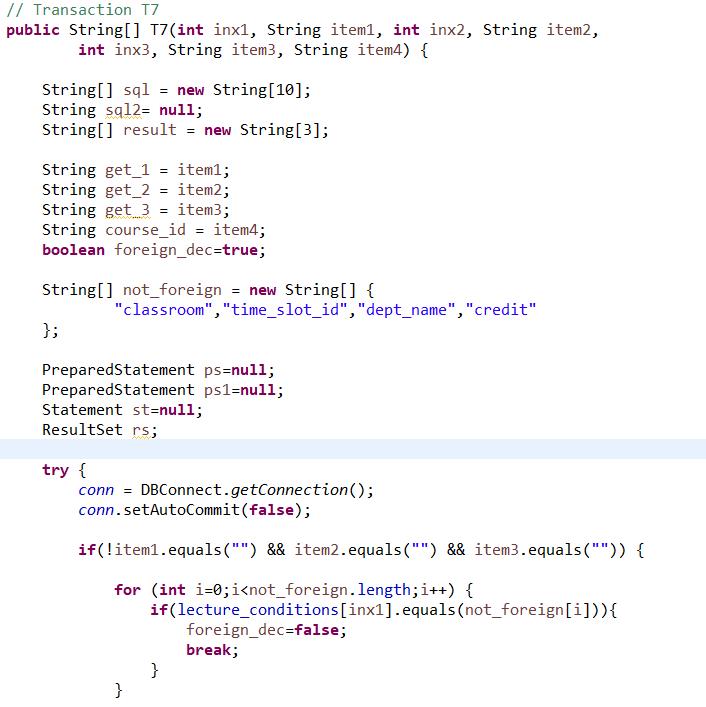 // Transaction T7
public String[] T7(int inx1, String item1, int inx2, String item2,
int inx3, String item3, String item4) {
String[] sql = new String[10];
String sql2= null;
String[] result = new String[3];
String get_1 = item1;
String get_2 = item2;
String get_3 = item3;
String course_id = item4;
boolean foreign_dec=true;
String[] not_foreign = new String[] {
"classroom","time_slot_id","dept_name","credit"
};
PreparedStatement ps=null;
PreparedStatement ps1=null;
Statement st=null;
ResultSet rs;
try {
conn = DBConnect.getConnection();
conn.setAutoCommit(false);
if(!item1.equals("") && item2.equals("") && item3.equals("")) {
for (int i=0;i<not_foreign.length;i++) {
if(lecture_conditions[inx1].equals(not_foreign[i])){
foreign_dec=false;
break;
}
}